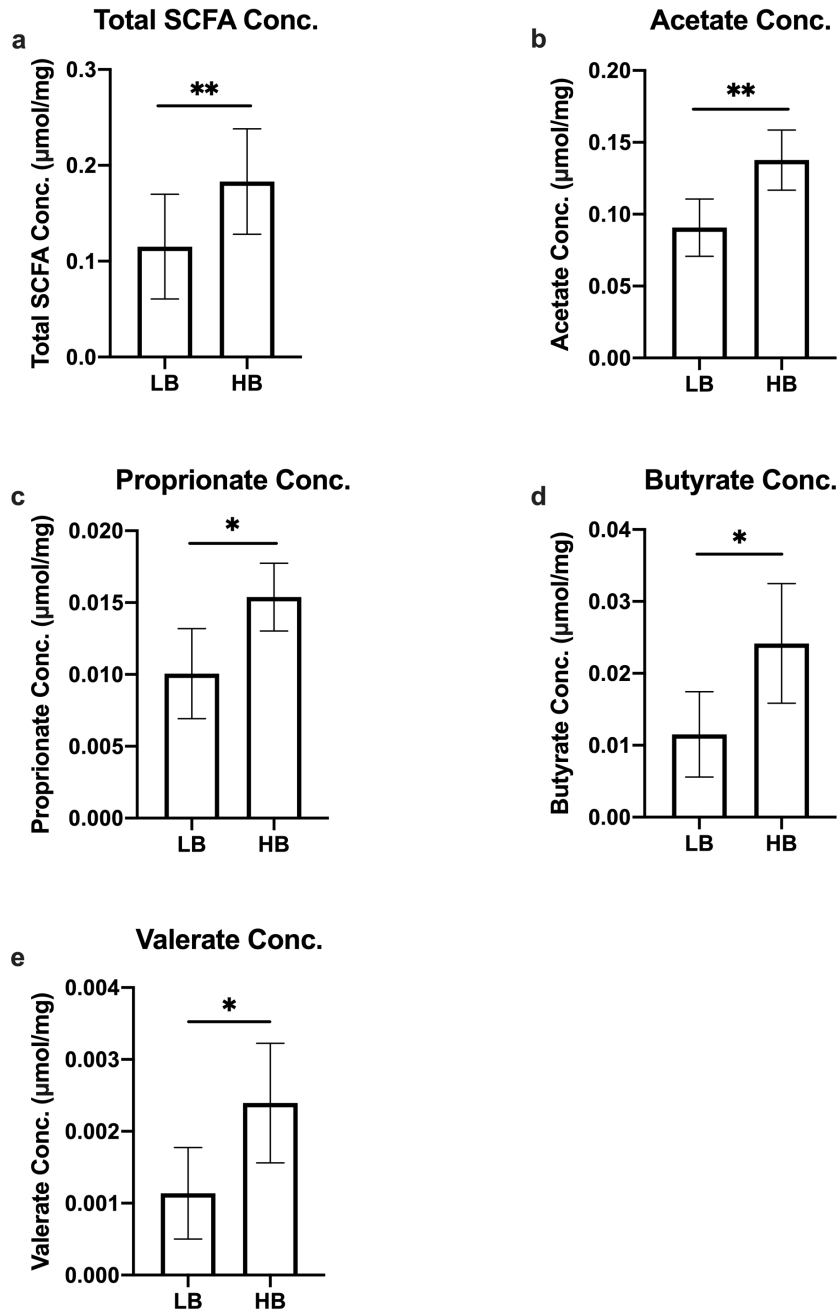 a
Total SCFA Conc.
Total SCFA Conc. (µmol/mg)
0.3
0.2
0.1
0.0
**
LB HB
b
Acetate Conc.
Acetate Conc. (µmol/mg)
0.20
0.15
0.10
0.05
0.00
**
LB HB
c
Proprionate Conc.
Proprionate Conc. (µmol/mg)
0.020
0.015
0.010
0.005
0.000
*
LB HB
d
Butyrate Conc.
Butyrate Conc. (µmol/mg)
0.04
0.03
0.02
0.01
0.00
*
LB HB
e
Valerate Conc.
Valerate Conc. (µmol/mg)
0.004
0.003
0.002
0.001
0.000
*
LB HB